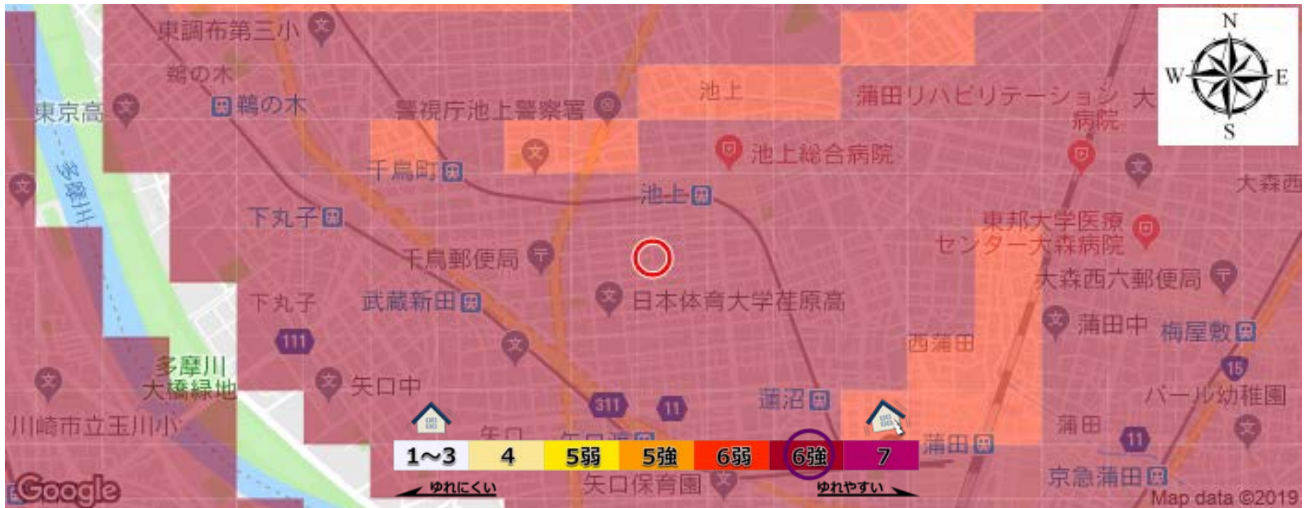 東調布第三小
N
W
E
S
鵜の木
鵜の木
池上
蒲田リハビリテーション
病院
大
東京高
警視庁池上警察署
池上総合病院
千鳥町
大森西
多摩川
池上
下丸子
東邦大学医療
センター大森病院
千鳥郵便局
大森西六郵便局
下丸子
武蔵新田
日本体育大学荏原高
蒲田中
梅屋敷
111
西蒲田
多摩川
大橋緑地
15
矢口中
蓮沼
パール幼稚園
川崎市立玉川小
311
11
蒲田
11
矢口
蒲田
1～3
4
5弱
5強
6弱
6強
7
京急蒲田
ゆれにくい
矢口保育園
ゆれやすい
Google
Map data ©2019